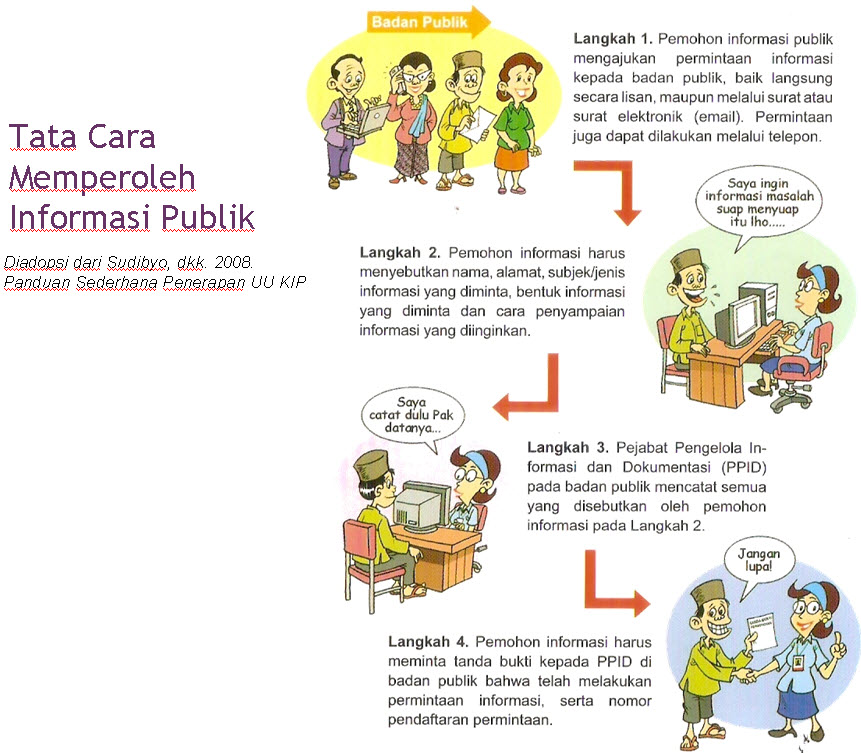 Tata Cara
Memperoleh
Informasi Publik
Diadopsi dari Sudibyo, dkk. 2008.
Panduan Sederhana Penerapan UU KIP
Badan Publik
Langkah 1. Pemohon informasi publik
mengajukan permintaan informasi
kepada badan publik, baik langsung
secara lisan, maupun melalui surat atau
surat elektronik (email). Permintaan
juga dapat dilakukan melalui telepon.
Saya ingin
informasi masalah
suap menyuap
itu lho.....
Langkah 2. Pemohon informasi harus
menyebutkan nama, alamat, subjek/jenis
informasi yang diminta, bentuk informasi
yang diminta dan cara penyampaian
informasi yang diinginkan.
Saya
catat dulu Pak
datanya...
Langkah 3. Pejabat Pengelola In-
formasi dan Dokumentasi (PPID)
pada badan publik mencatat semua
yang disebutkan oleh pemohon
informasi pada Langkah 2.
Jangan
lupa!
Langkah 4. Pemohon informasi harus
meminta tanda bukti kepada PPID di
badan publik bahwa telah melakukan
permintaan informasi, serta nomor
pendaftaran permintaan.